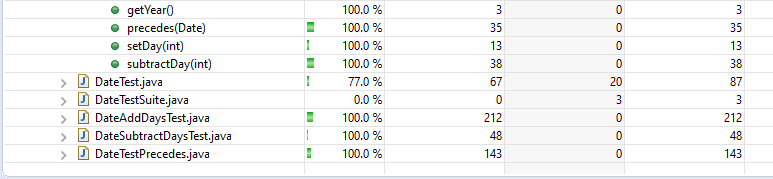 getYear() 100.0 % 3 0 3
precedes(Date) 100.0 % 35 0 35
setDay(int) 100.0 % 13 0 13
subtractDay(int) 100.0 % 38 0 38
DateTest.java 77.0 % 67 20 87
DateTestSuite.java 0.0 % 0 3 3
DateAddDaysTest.java 100.0 % 212 0 212
DateSubtractDaysTest.java 100.0 % 48 0 48
DateTestPrecedes.java 100.0 % 143 0 143